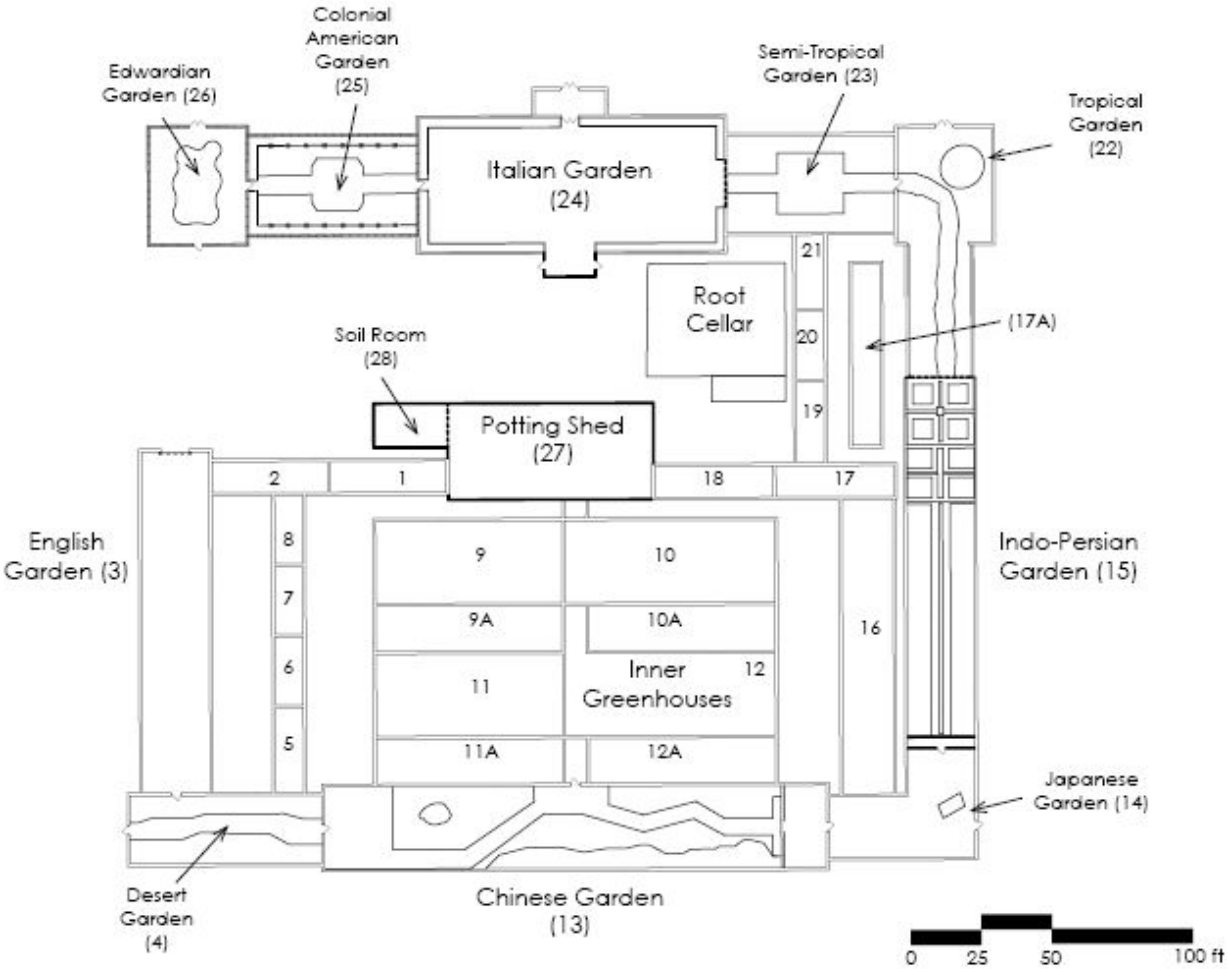 Colonial
American
Garden
(25)
Edwardian
Garden (26)
Semi-Tropical
Garden (23)
Tropical
Garden
(22)
Italian Garden
(24)
21
Root
Cellar
20
(17A)
19
Soil Room
(28)
Potting Shed
(27)
2
1
18
17
English
Garden (3)
8
7
6
5
9
10
9A
10A
11
Inner
Greenhouses
12
11A
12A
16
Indo-Persian
Garden (15)
Japanese
Garden (14)
Desert
Garden
(4)
Chinese Garden
(13)
0 25 50 100 ft